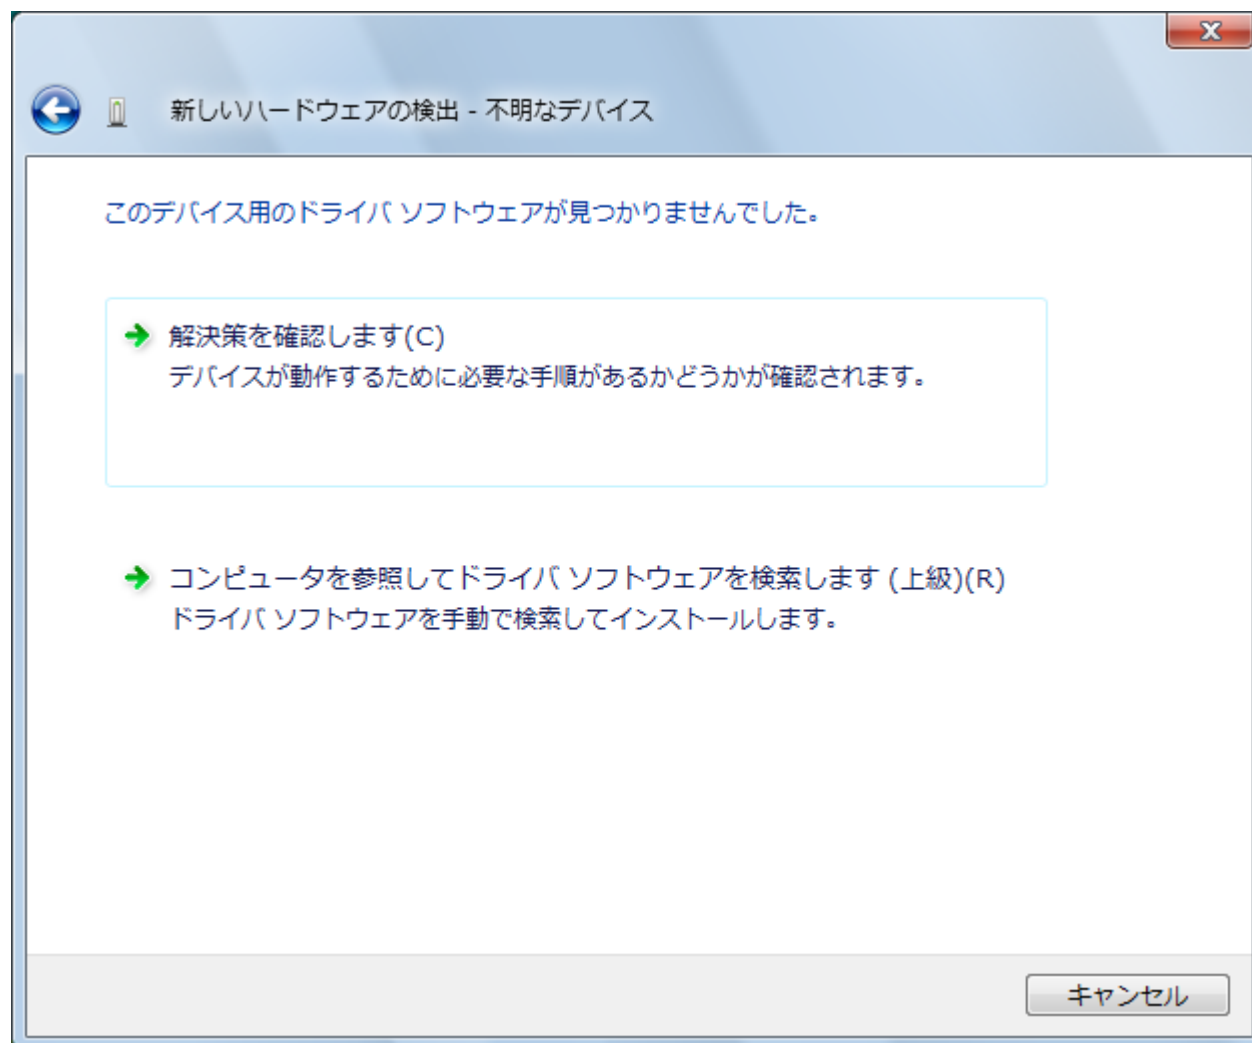 新しいハードウェアの検出 - 不明なデバイス
このデバイス用のドライバ ソフトウェアが見つかりませんでした。
解決策を確認します(C)
デバイスが動作するために必要な手順があるかどうかが確認されます。
コンピュータを参照してドライバ ソフトウェアを検索します (上級)(R)
ドライバ ソフトウェアを手動で検索してインストールします。
キャンセル